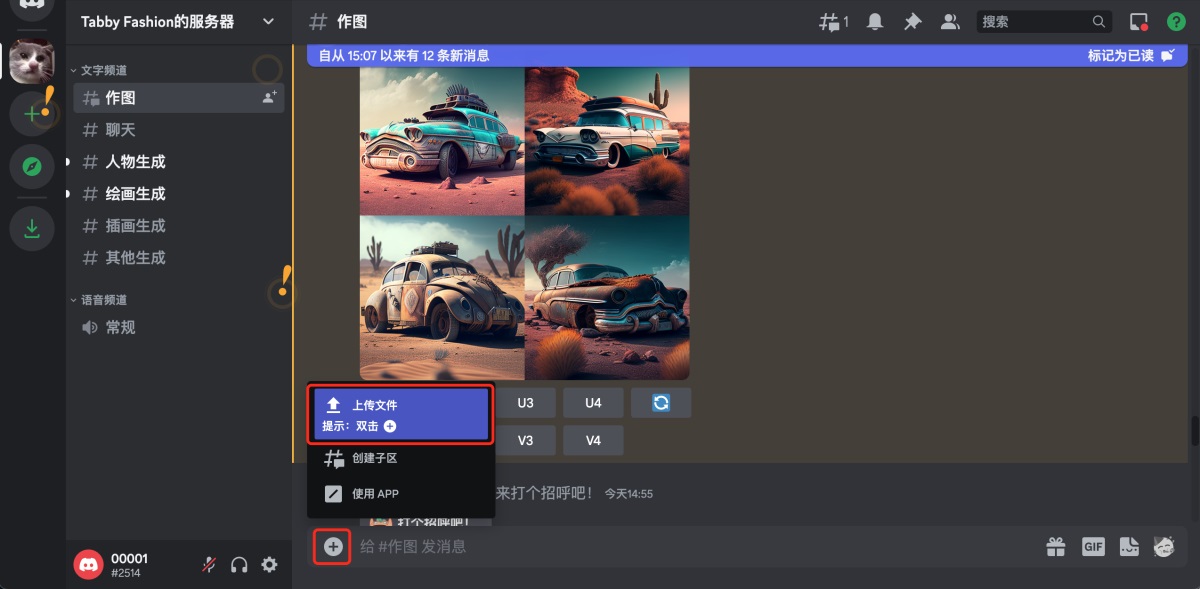 Tabby Fashion的服务器
文字频道
作图
聊天
人物生成
绘画生成
插画生成
其他生成
语音频道
常规
00001
#2514
作图
1
搜索
自从 15:07 以来有 12 条新消息
标记为已读
U3
U4
V3
V4
上传文件
提示：双击
创建子区
使用 APP
来打个招呼吧！ 今天14:55
打个招呼吧！
给 #作图 发消息
GIF